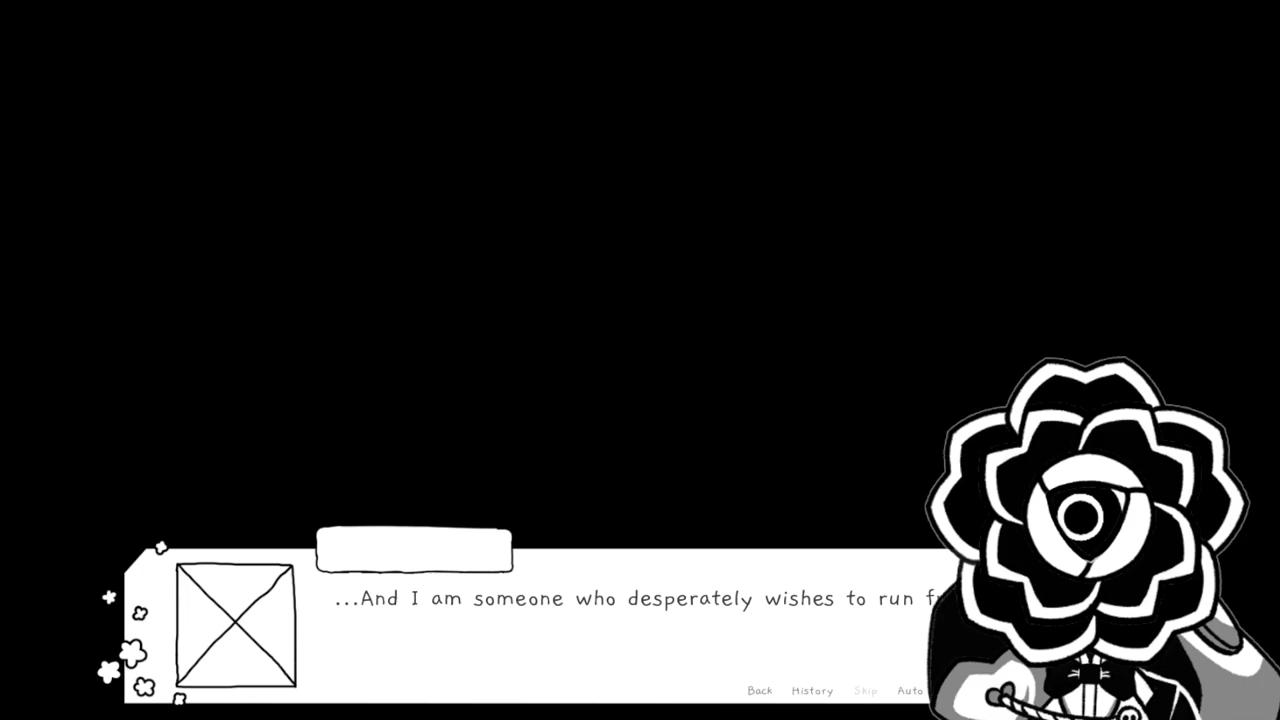 ...And I am someone who desperately wishes to run
Back History Skip Auto